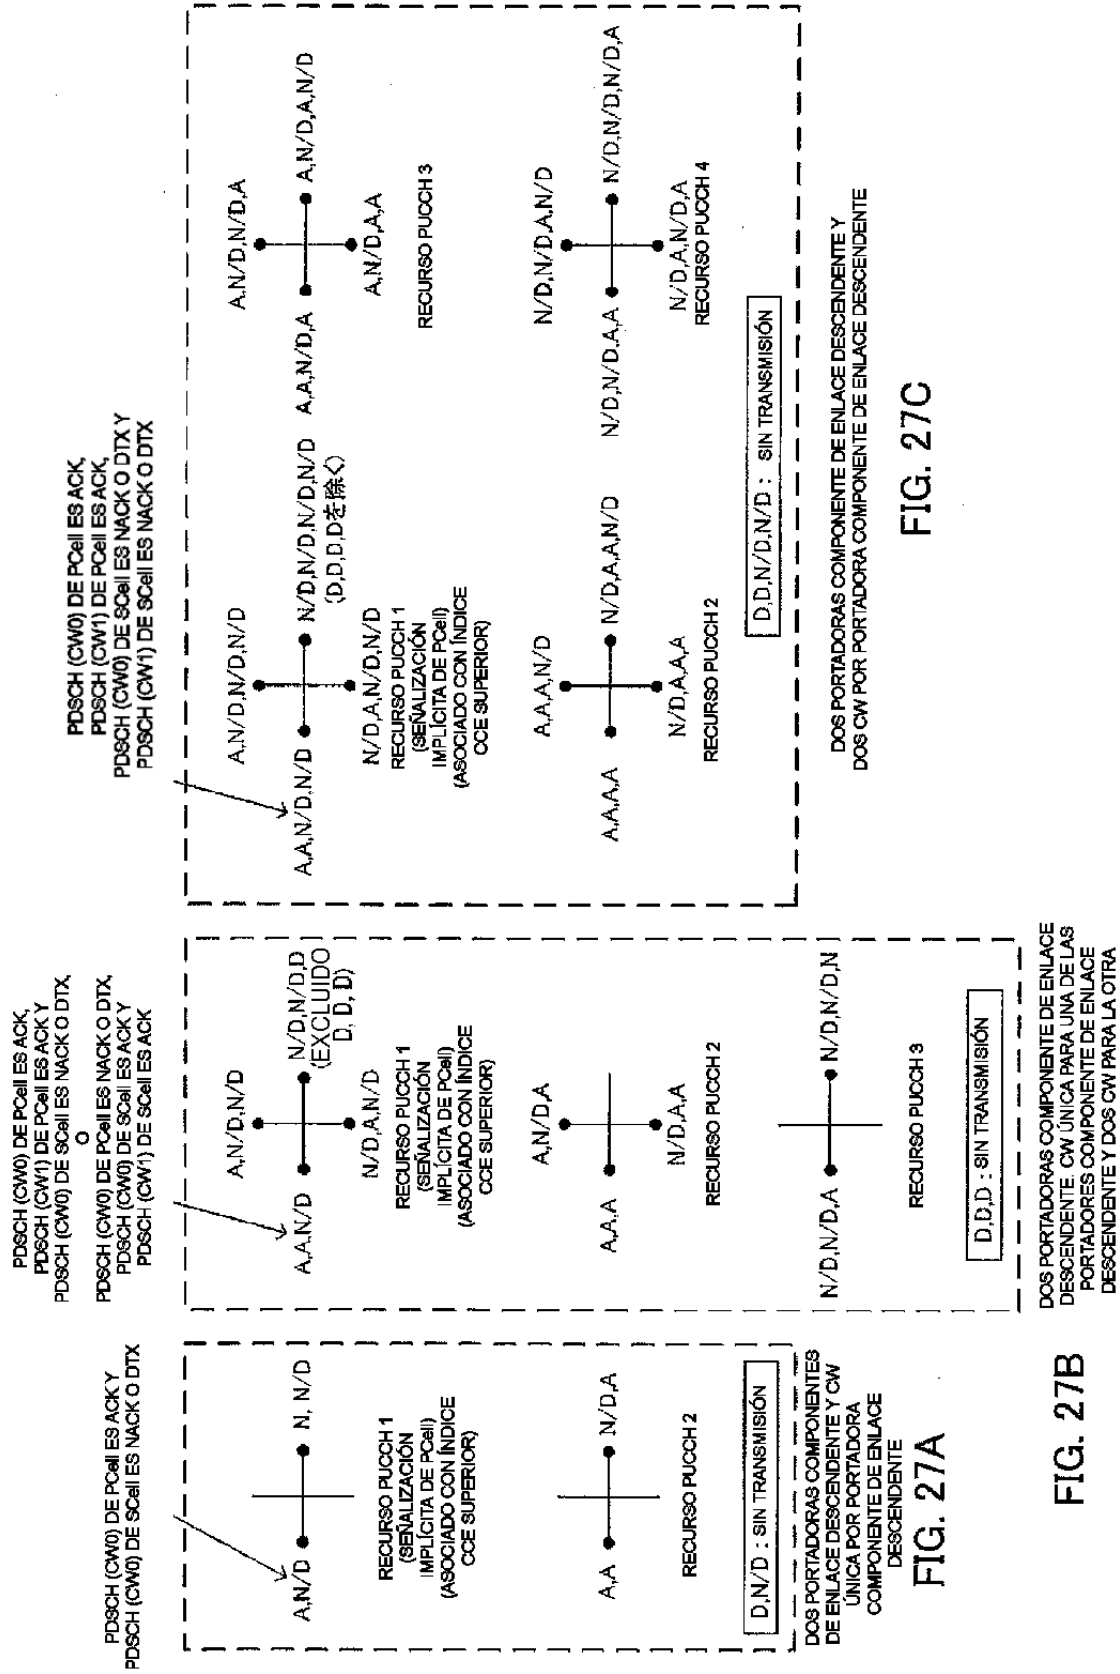 PDSCH (CW0) DE PCell ES ACK Y
PDSCH (CW0) DE SCell ES NACK O DTX
A,N/D
N, N/D
RECURSO PUCCH 1
(SEÑALIZACIÓN
IMPLÍCITA DE PCell)
(ASOCIADO CON ÍNDICE
CCE SUPERIOR)
A,A
N/D,A
RECURSO PUCCH 2
D,N/D : SIN TRANSMISIÓN
DOS PORTADORAS COMPONENTES
DE ENLACE DESCENDENTE Y CW
ÚNICA POR PORTADORA
COMPONENTE DE ENLACE
DESCENDENTE
FIG. 27A
PDSCH (CW0) DE PCell ES ACK,
PDSCH (CW1) DE PCell ES ACK Y
PDSCH (CW0) DE SCell ES NACK O DTX,
O
PDSCH (CW0) DE PCell ES NACK O DTX,
PDSCH (CW0) DE SCell ES ACK Y
PDSCH (CW1) DE SCell ES ACK
A,N/D,N/D
A,A,N/D
N/D,N/D,D
(EXCLUIDO
D, D, D)
N/D,A,N/D
RECURSO PUCCH 1
(SEÑALIZACIÓN
IMPLÍCITA DE PCell)
(ASOCIADO CON ÍNDICE
CCE SUPERIOR)
A,N/D,A
A,A,A
N/D,A,A
RECURSO PUCCH 2
N/D,N/D,A
N/D,N/D,N
RECURSO PUCCH 3
D,D,D : SIN TRANSMISIÓN
DOS PORTADORAS COMPONENTE DE ENLACE
DESCENDENTE. CW ÚNICA PARA UNA DE LAS
PORTADORES COMPONENTE DE ENLACE
DESCENDENTE Y DOS CW PARA LA OTRA
FIG. 27B
PDSCH (CW0) DE PCell ES ACK,
PDSCH (CW1) DE PCell ES ACK,
PDSCH (CW0) DE SCell ES NACK O DTX Y
PDSCH (CW1) DE SCell ES NACK O DTX
A,N/D,N/D,N/D
A,A,N/D,N/D
N/D,N/D,N/D,N/D
(D,D,D,Dを除く)
N/D,A,N/D,N/D
RECURSO PUCCH 1
(SEÑALIZACIÓN
IMPLÍCITA DE PCell)
(ASOCIADO CON ÍNDICE
CCE SUPERIOR)
A,N/D,N/D,A
A,A,N/D,A
A,N/D,A,N/D
A,N/D,A,A
RECURSO PUCCH 3
A,A,A,N/D
A,A,A,A
N/D,A,A,N/D
N/D,A,A,A
RECURSO PUCCH 2
N/D,N/D,A,N/D
N/D,N/D,A,A
N/D,N/D,N/D,A
N/D,A,N/D,A
RECURSO PUCCH 4
D,D,N/D,N/D : SIN TRANSMISIÓN
DOS PORTADORAS COMPONENTE DE ENLACE DESCENDENTE Y
DOS CW POR PORTADORA COMPONENTE DE ENLACE DESCENDENTE
FIG. 27C